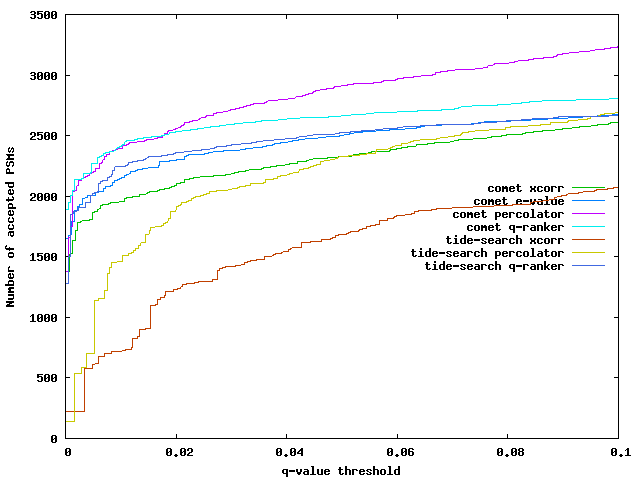 3500
3000
2500
2000
1500
1000
500
0
Number of accepted PSMs
comet xcorr
comet e-value
comet percolator
comet q-ranker
tide-search xcorr
tide-search percolator
tide-search q-ranker
0 0.02 0.04 0.06 0.08 0.1
q-value threshold